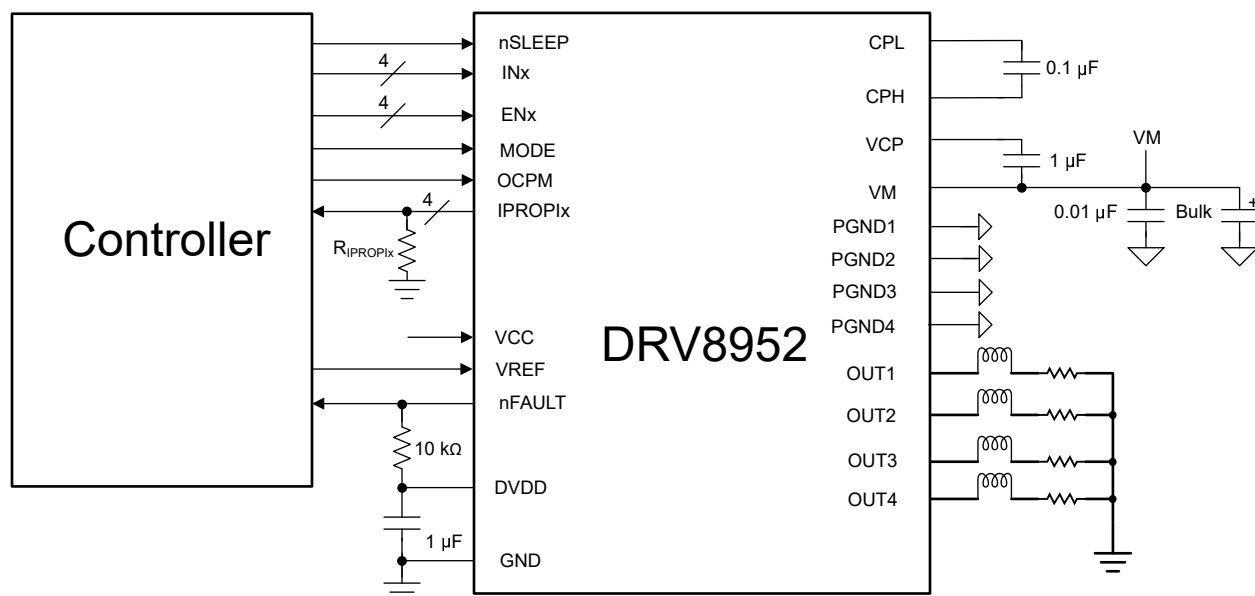 Controller
nSLEEP
4
INx
4
ENx
MODE
OCPM
4
IPROPIx
RIPROPIx
VCC
VREF
nFAULT
10 kΩ
DVDD
1 µF
GND
DRV8952
CPL
0.1 µF
CPH
VCP
1 µF
VM
VM
0.01 µF
Bulk
+
PGND1
PGND2
PGND3
PGND4
OUT1
OUT2
OUT3
OUT4